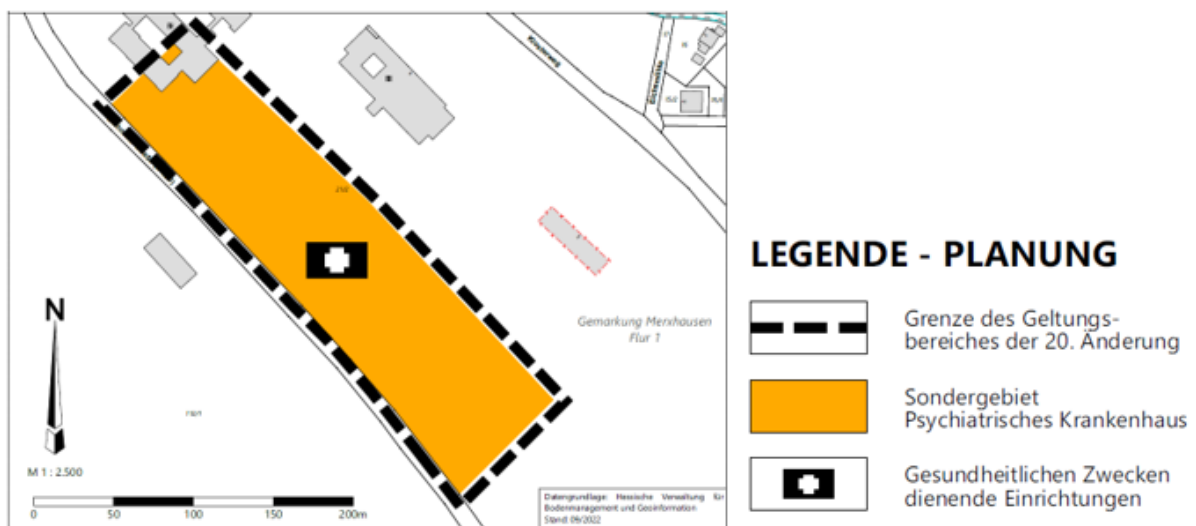 Kreuzerweg
Eichenmühle
Gemarkung Merxhausen
Flur 1
N
M 1 : 2.500
0 50 100 150 200m
Datengrundlage: Hessische Verwaltung für
Bodenmanagement und Geoinformation
Stand 09/2022
LEGENDE - PLANUNG
Grenze des Geltungs-
bereiches der 20. Änderung
Sondergebiet
Psychiatrisches Krankenhaus
Gesundheitlichen Zwecken
dienende Einrichtungen